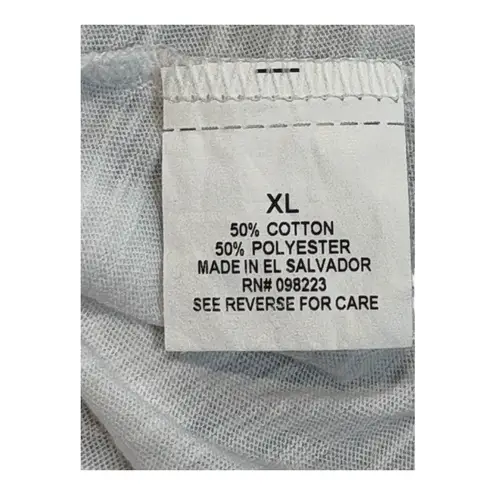 XL
50% COTTON
50% POLYESTER
MADE IN EL SALVADOR
RN# 098223
SEE REVERSE FOR CARE